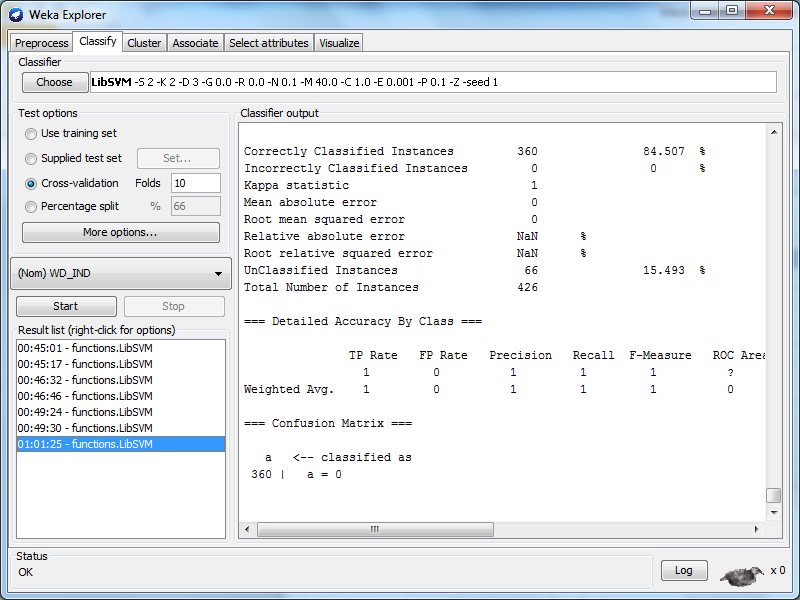 Weka Explorer
Preprocess Classify Cluster Associate Select attributes Visualize
Classifier
Choose LibSVM -S 2 -K 2 -D 3 -G 0.0 -R 0.0 -N 0.1 -M 40.0 -C 1.0 -E 0.001 -P 0.1 -Z -seed 1
Test options
Use training set
Supplied test set Set...
Cross-validation Folds 10
Percentage split % 66
More options...
(Nom) WD_IND
Start Stop
Result list (right-click for options)
00:45:01 - functions.LibSVM
00:45:17 - functions.LibSVM
00:46:32 - functions.LibSVM
00:46:46 - functions.LibSVM
00:49:24 - functions.LibSVM
00:49:30 - functions.LibSVM
01:01:25 - functions.LibSVM
Classifier output
Correctly Classified Instances 360 84.507 %
Incorrectly Classified Instances 0 0 %
Kappa statistic 1
Mean absolute error 0
Root mean squared error 0
Relative absolute error NaN %
Root relative squared error NaN %
UnClassified Instances 66 15.493 %
Total Number of Instances 426
=== Detailed Accuracy By Class ===
TP Rate FP Rate Precision Recall F-Measure ROC Area
1 0 1 1 1 ?
Weighted Avg. 1 0 1 1 1 0
=== Confusion Matrix ===
a <-- classified as
360 | a = 0
Status
OK
Log x 0